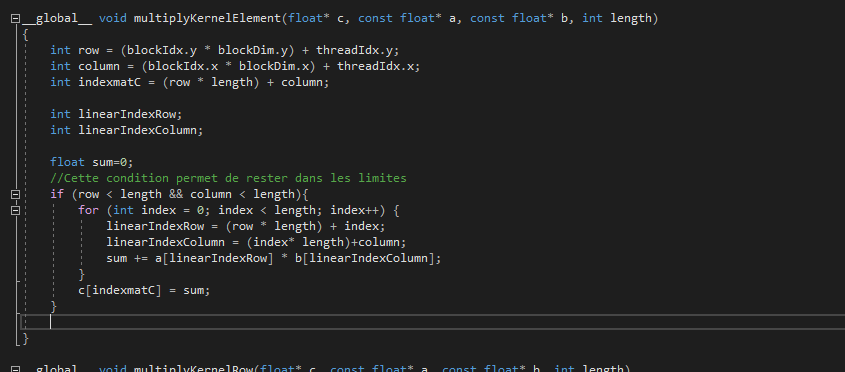 __global__ void multiplyKernelElement(float* c, const float* a, const float* b, int length)
{
    int row = (blockIdx.y * blockDim.y) + threadIdx.y;
    int column = (blockIdx.x * blockDim.x) + threadIdx.x;
    int indexmatC = (row * length) + column;

    int linearIndexRow;
    int linearIndexColumn;

    float sum=0;
    //Cette condition permet de rester dans les limites
    if (row < length && column < length){
        for (int index = 0; index < length; index++) {
            linearIndexRow = (row * length) + index;
            linearIndexColumn = (index* length)+column;
            sum += a[linearIndexRow] * b[linearIndexColumn];
        }
        c[indexmatC] = sum;
    }

}

__global__ void multiplyKernelRow(float* c, const float* a, const float* b, int length)